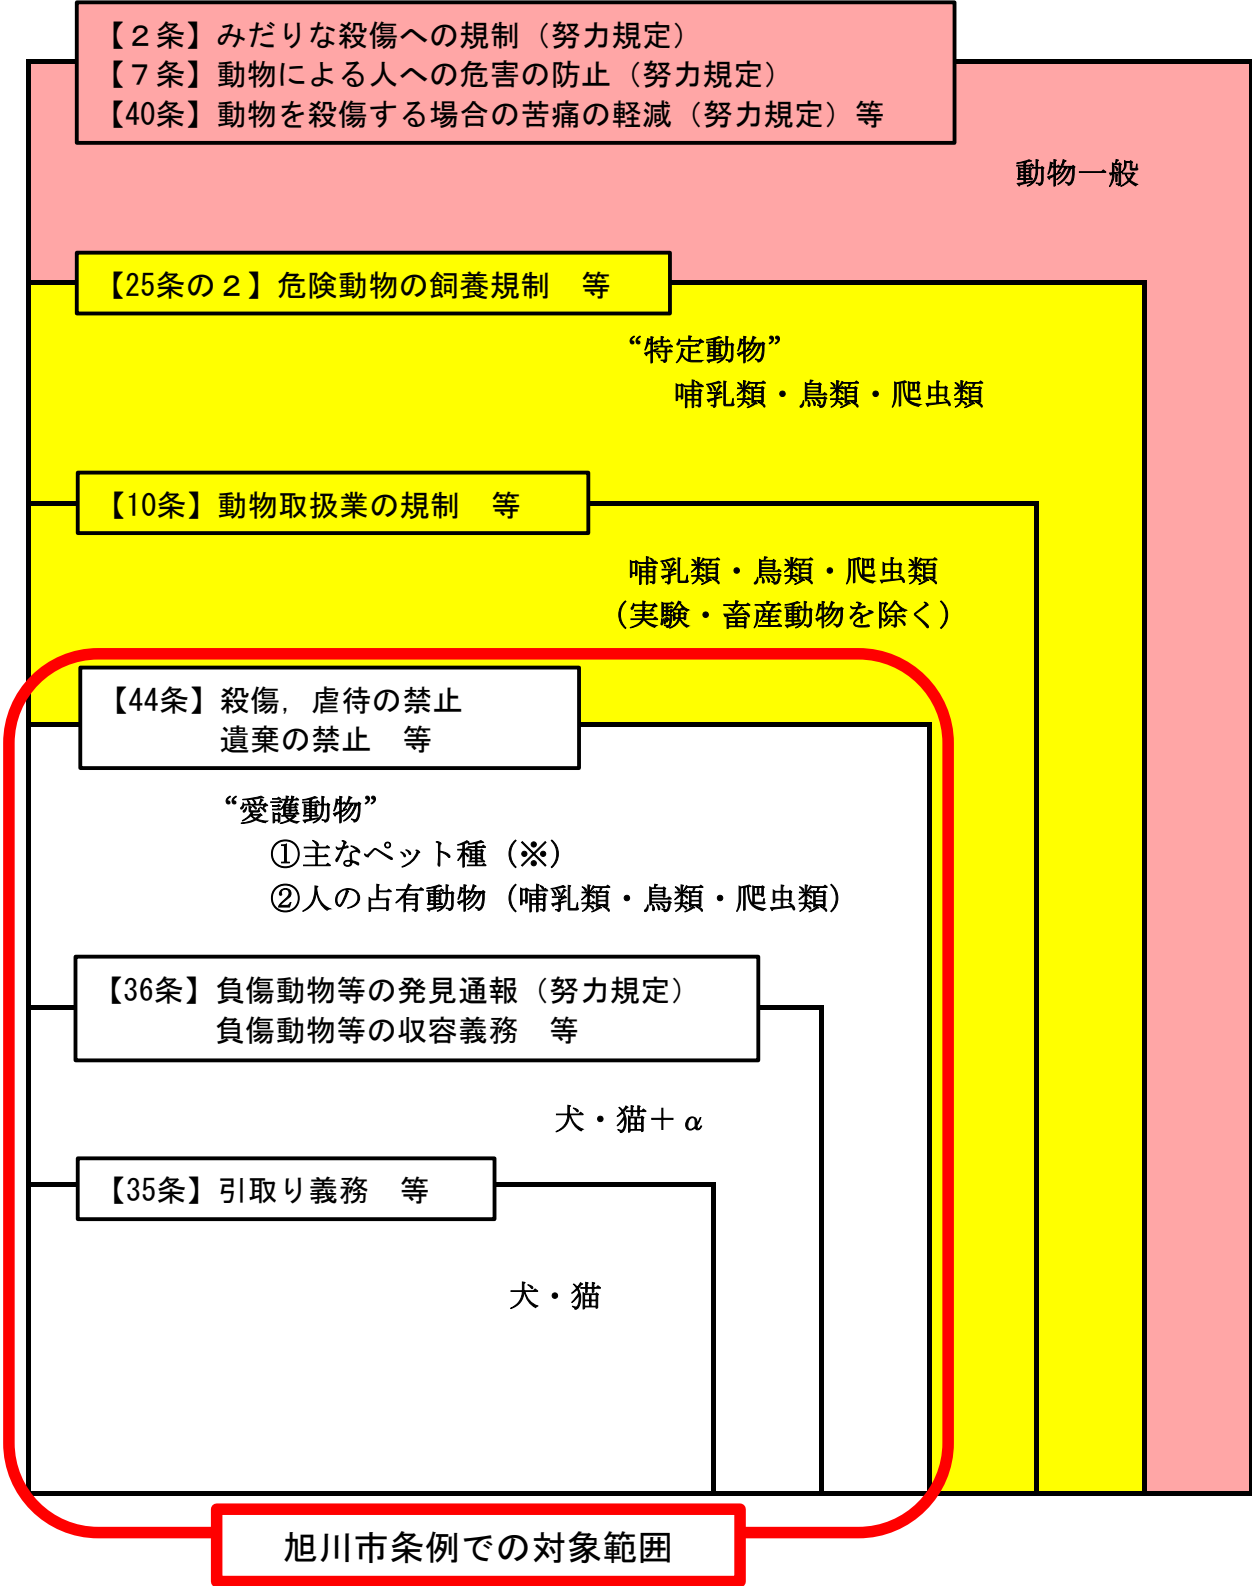 【２条】みだりな殺傷への規制（努力規定）
【７条】動物による人への危害の防止（努力規定）
【40条】動物を殺傷する場合の苦痛の軽減（努力規定）等
動物一般
【25条の２】危険動物の飼養規制　等
“特定動物”
哺乳類・鳥類・爬虫類
【10条】動物取扱業の規制　等
哺乳類・鳥類・爬虫類
（実験・畜産動物を除く）
【44条】殺傷，虐待の禁止
遺棄の禁止　等
“愛護動物”
①主なペット種（※）
②人の占有動物（哺乳類・鳥類・爬虫類）
【36条】負傷動物等の発見通報（努力規定）
負傷動物等の収容義務　等
犬・猫＋α
【35条】引取り義務　等
犬・猫
旭川市条例での対象範囲